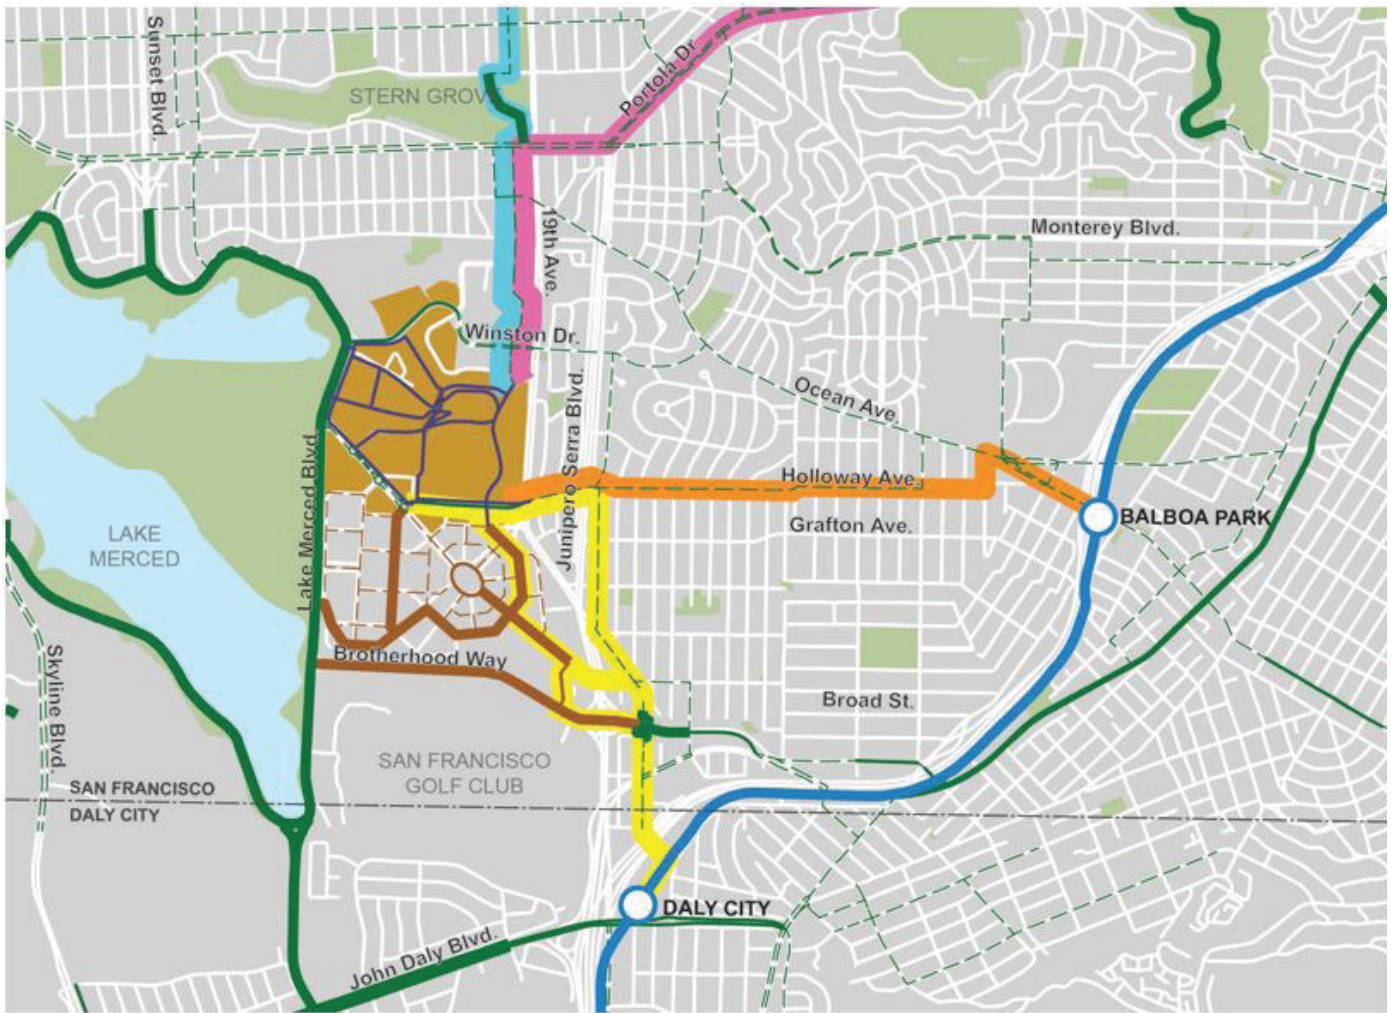 Sunset Blvd.
STERN GROVE
Portola Dr.
19th Ave.
Monterey Blvd.
Winston Dr.
Ocean Ave.
Junipero Serra Blvd.
Lake Merced Blvd.
Holloway Ave.
Grafton Ave.
BALBOA PARK
LAKE
MERCED
Brotherhood Way
Skyline Blvd.
Broad St.
SAN FRANCISCO
GOLF CLUB
SAN FRANCISCO
DALY CITY
DALY CITY
John Daly Blvd.